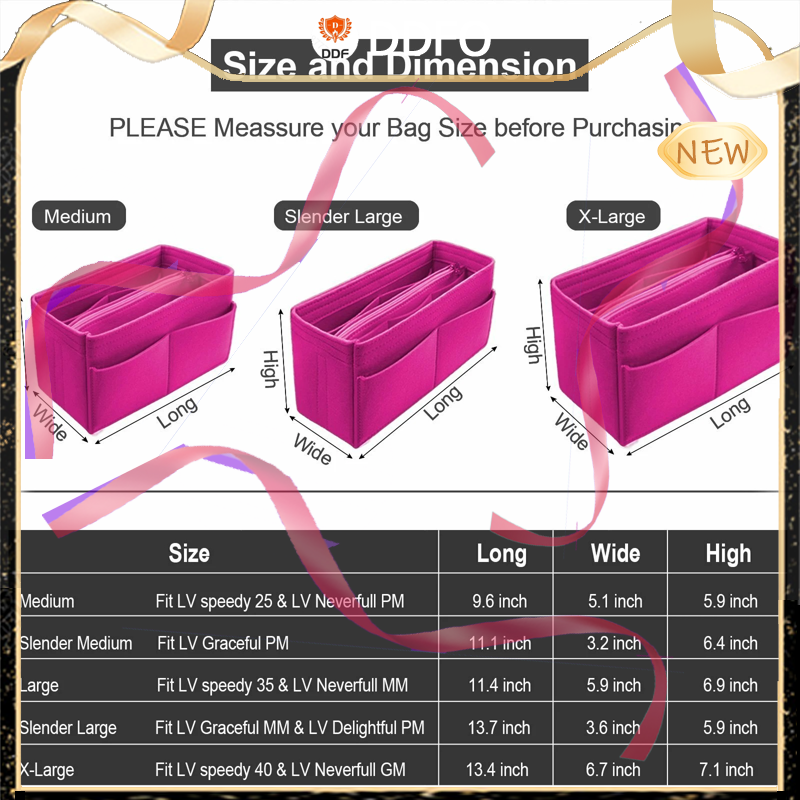 DDF
Size and Dimension
PLEASE Meassure your Bag Size before
NEW
Medium
Slender Large
X-Large
High
High
Wide
Long
Wide
Long
Wide
Long
Size Long Wide High
Medium Fit LV speedy 25 & LV Neverfull PM 9.6 inch 5.1 inch 5.9 inch
Slender Medium Fit LV Graceful PM 11.1 inch 3.2 inch 6.4 inch
Large Fit LV speedy 35 & LV Neverfull MM 11.4 inch 5.9 inch 6.9 inch
Slender Large Fit LV Graceful MM & LV Delightful PM 13.7 inch 3.6 inch 5.9 inch
X-Large Fit LV speedy 40 & LV Neverfull GM 13.4 inch 6.7 inch 7.1 inch